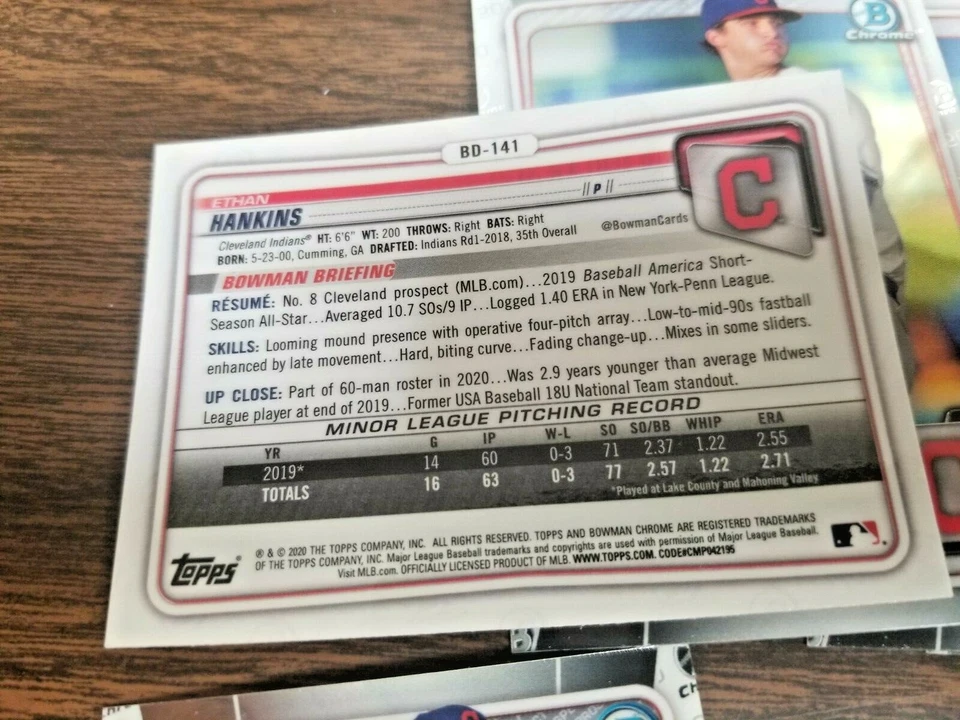 B
Chrome
BD-141
ETHAN
HANKINS
|| P ||
C
Cleveland Indians® HT: 6'6" WT: 200 THROWS: Right BATS: Right
@BowmanCards
BORN: 5-23-00, Cumming, GA DRAFTED: Indians Rd1-2018, 35th Overall
BOWMAN BRIEFING
RÉSUMÉ: No. 8 Cleveland prospect (MLB.com)...2019 Baseball America Short-
Season All-Star...Averaged 10.7 SOs/9 IP...Logged 1.40 ERA in New York-Penn League.
SKILLS: Looming mound presence with operative four-pitch array...Low-to-mid-90s fastball
enhanced by late movement...Hard, biting curve...Fading change-up...Mixes in some sliders.
UP CLOSE: Part of 60-man roster in 2020...Was 2.9 years younger than average Midwest
League player at end of 2019...Former USA Baseball 18U National Team standout.
MINOR LEAGUE PITCHING RECORD
YR G IP W-L SO SO/BB WHIP ERA
2019* 14 60 0-3 71 2.37 1.22 2.55
TOTALS 16 63 0-3 77 2.57 1.22 2.71
*Played at Lake County and Mahoning Valley
Topps®
® & © 2020 THE TOPPS COMPANY, INC. ALL RIGHTS RESERVED. TOPPS AND BOWMAN CHROME ARE REGISTERED TRADEMARKS
OF THE TOPPS COMPANY, INC. Major League Baseball trademarks and copyrights are used with permission of Major League Baseball.
Visit MLB.com. OFFICIALLY LICENSED PRODUCT OF MLB. WWW.TOPPS.COM. CODE#CMP042195